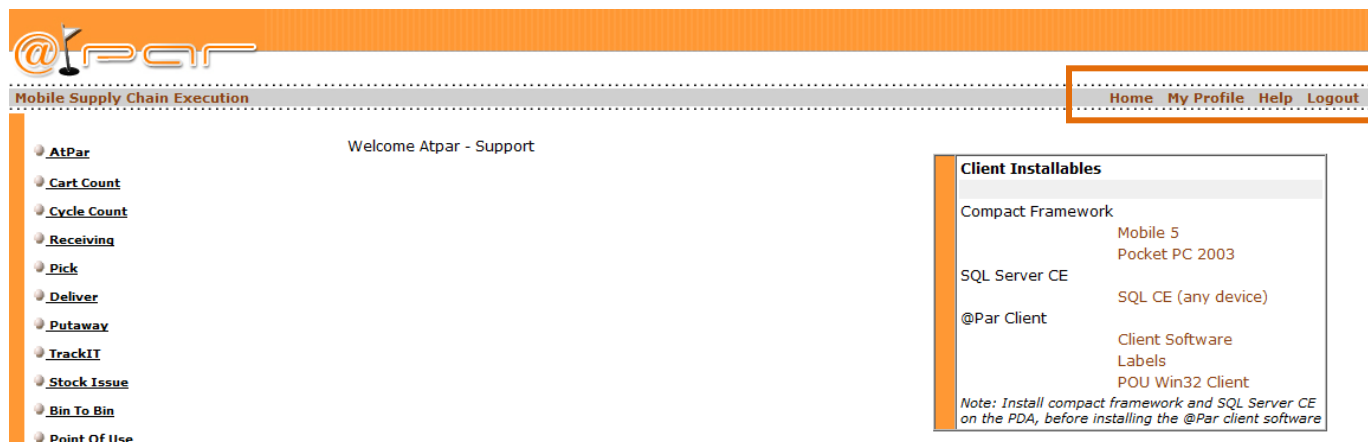 @par
Mobile Supply Chain Execution
Home My Profile Help Logout
AtPar
Cart Count
Cycle Count
Receiving
Pick
Deliver
Putaway
TrackIT
Stock Issue
Bin To Bin
Point Of Use
Welcome Atpar - Support
Client Installables
Compact Framework
Mobile 5
Pocket PC 2003
SQL Server CE
SQL CE (any device)
@Par Client
Client Software
Labels
POU Win32 Client
Note: Install compact framework and SQL Server CE
on the PDA, before installing the @Par client software